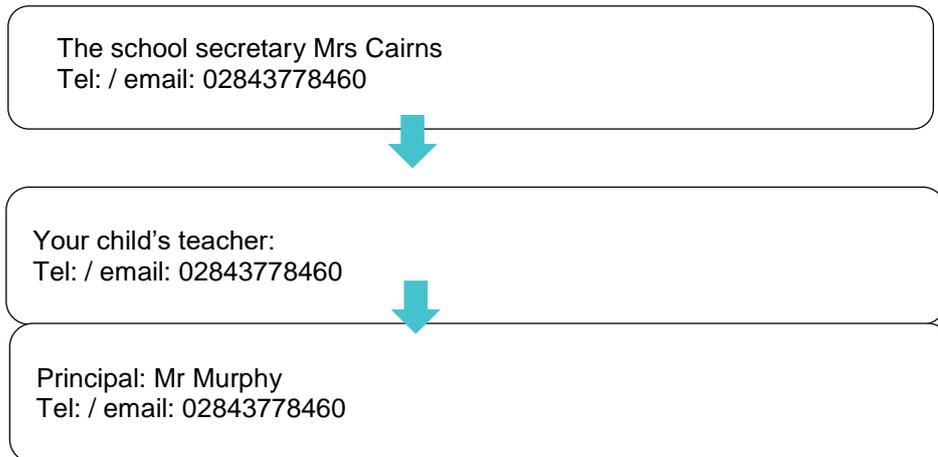 The school secretary Mrs Cairns
Tel: / email: 02843778460
Your child’s teacher:
Tel: / email: 02843778460
Principal: Mr Murphy
Tel: / email: 02843778460